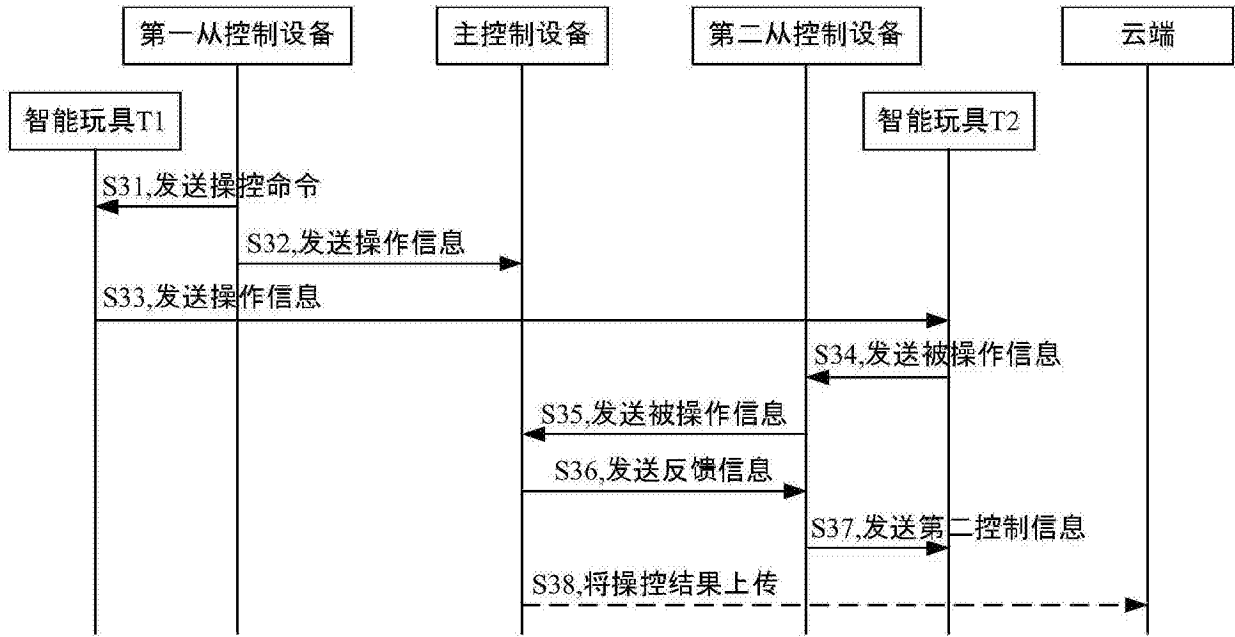 第一从控制设备
主控制设备
第二从控制设备
云端
智能玩具T1
智能玩具T2
S31,发送操控命令
S32,发送操作信息
S33,发送操作信息
S34,发送被操作信息
S35,发送被操作信息
S36,发送反馈信息
S37,发送第二控制信息
S38,将操控结果上传